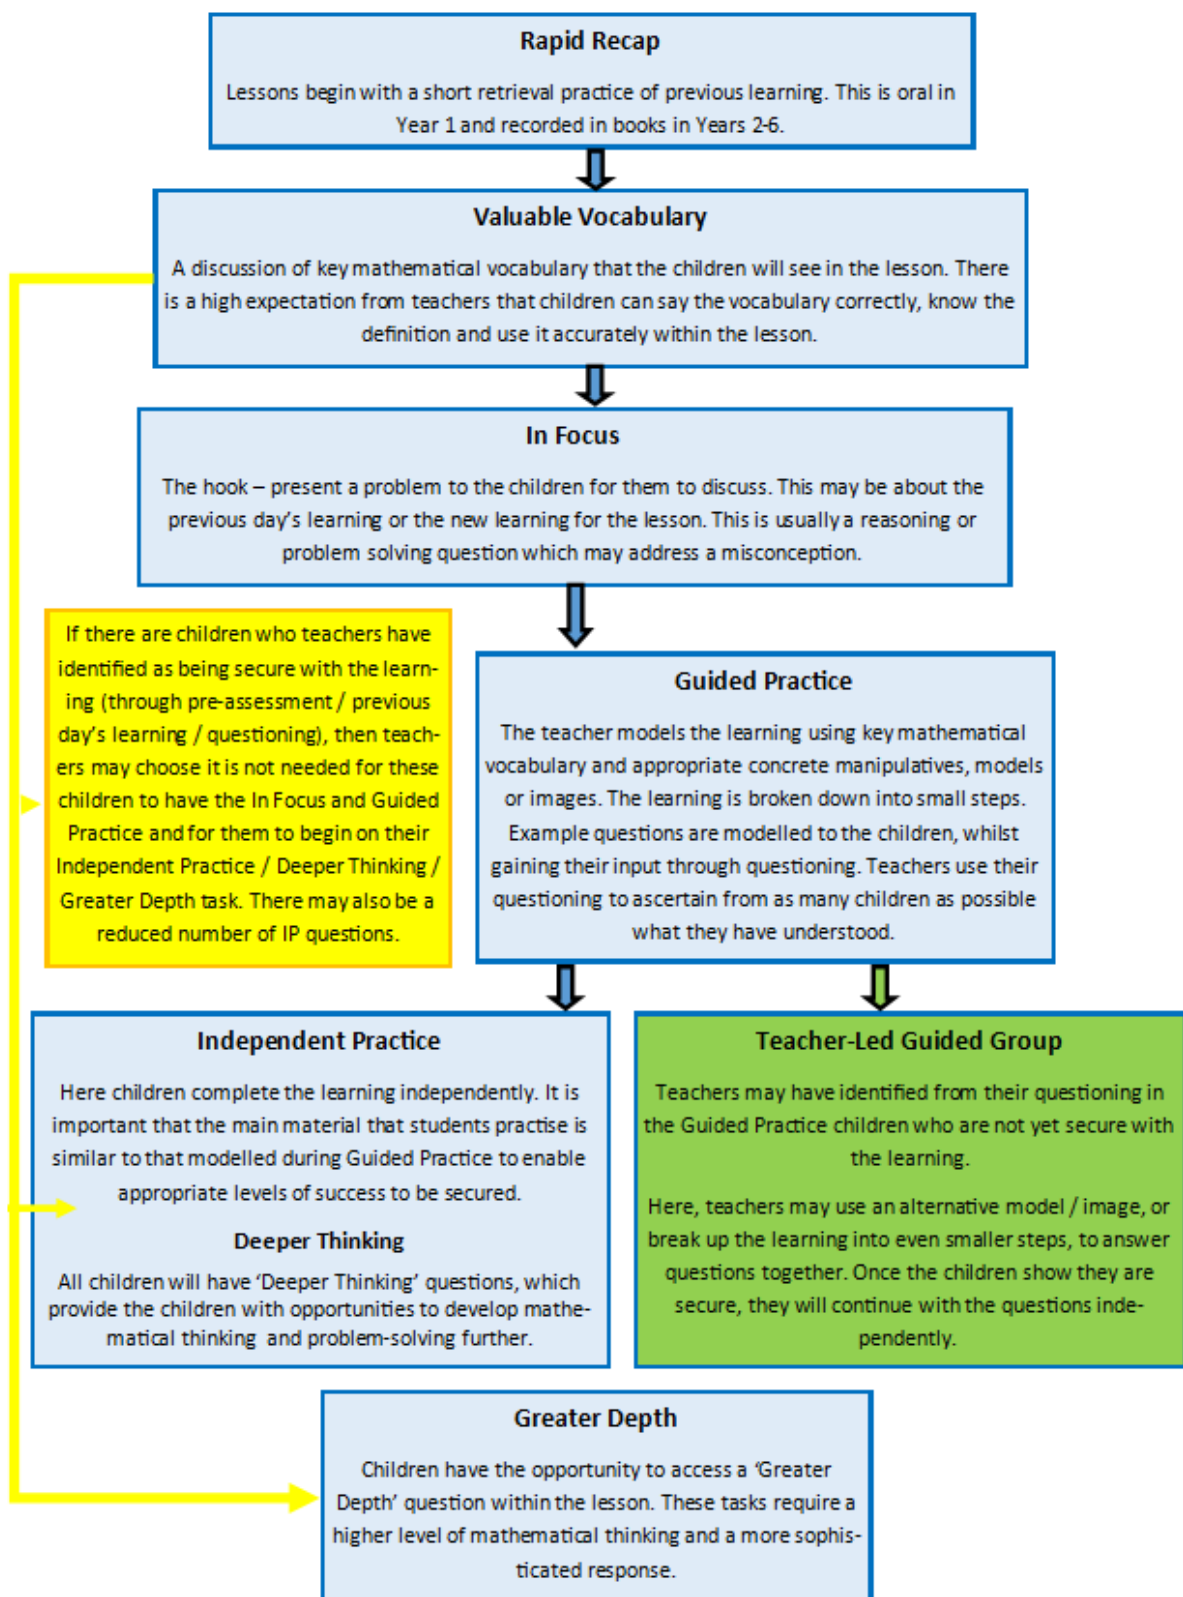 Rapid Recap
Lessons begin with a short retrieval practice of previous learning. This is oral in
Year 1 and recorded in books in Years 2-6.
Valuable Vocabulary
A discussion of key mathematical vocabulary that the children will see in the lesson. There
is a high expectation from teachers that children can say the vocabulary correctly, know the
definition and use it accurately within the lesson.
In Focus
The hook – present a problem to the children for them to discuss. This may be about the
previous day's learning or the new learning for the lesson. This is usually a reasoning or
problem solving question which may address a misconception.
If there are children who teachers have
identified as being secure with the learn-
ing (through pre-assessment / previous
day's learning / questioning), then teach-
ers may choose it is not needed for these
children to have the In Focus and Guided
Practice and for them to begin on their
Independent Practice / Deeper Thinking /
Greater Depth task. There may also be a
reduced number of IP questions.
Guided Practice
The teacher models the learning using key mathematical
vocabulary and appropriate concrete manipulatives, models
or images. The learning is broken down into small steps.
Example questions are modelled to the children, whilst
gaining their input through questioning. Teachers use their
questioning to ascertain from as many children as possible
what they have understood.
Independent Practice
Here children complete the learning independently. It is
important that the main material that students practise is
similar to that modelled during Guided Practice to enable
appropriate levels of success to be secured.
Deeper Thinking
All children will have 'Deeper Thinking' questions, which
provide the children with opportunities to develop mathe-
matical thinking and problem-solving further.
Teacher-Led Guided Group
Teachers may have identified from their questioning in
the Guided Practice children who are not yet secure with
the learning.
Here, teachers may use an alternative model / image, or
break up the learning into even smaller steps, to answer
questions together. Once the children show they are
secure, they will continue with the questions inde-
pendently.
Greater Depth
Children have the opportunity to access a 'Greater
Depth' question within the lesson. These tasks require a
higher level of mathematical thinking and a more sophis-
ticated response.